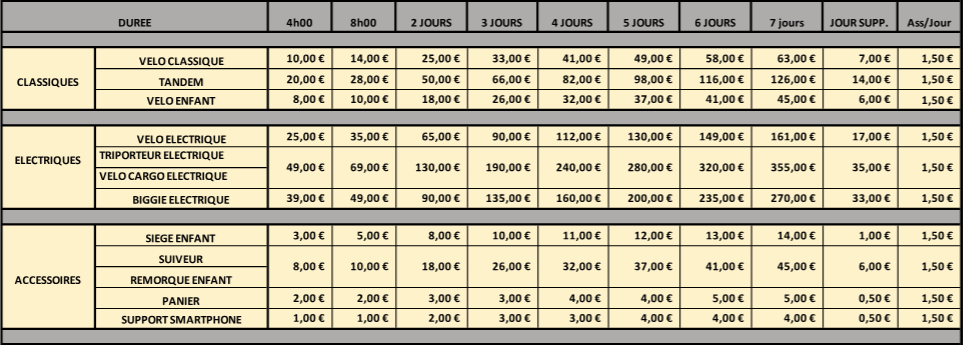 DUREE 4h00 8h00 2 JOURS 3 JOURS 4 JOURS 5 JOURS 6 JOURS 7 jours JOUR SUPP. Ass/Jour
CLASSIQUES
VELO CLASSIQUE 10,00 € 14,00 € 25,00 € 33,00 € 41,00 € 49,00 € 58,00 € 63,00 € 7,00 € 1,50 €
TANDEM 20,00 € 28,00 € 50,00 € 66,00 € 82,00 € 98,00 € 116,00 € 126,00 € 14,00 € 1,50 €
VELO ENFANT 8,00 € 10,00 € 18,00 € 26,00 € 32,00 € 37,00 € 41,00 € 45,00 € 6,00 € 1,50 €
ELECTRIQUES
VELO ELECTRIQUE 25,00 € 35,00 € 65,00 € 90,00 € 112,00 € 130,00 € 149,00 € 161,00 € 17,00 € 1,50 €
TRIPORTEUR ELECTRIQUE
VELO CARGO ELECTRIQUE
49,00 € 69,00 € 130,00 € 190,00 € 240,00 € 280,00 € 320,00 € 355,00 € 35,00 € 1,50 €
BIGGIE ELECTRIQUE 39,00 € 49,00 € 90,00 € 135,00 € 160,00 € 200,00 € 235,00 € 270,00 € 33,00 € 1,50 €
ACCESSOIRES
SIEGE ENFANT 3,00 € 5,00 € 8,00 € 10,00 € 11,00 € 12,00 € 13,00 € 14,00 € 1,00 € 1,50 €
SUIVEUR
REMORQUE ENFANT
8,00 € 10,00 € 18,00 € 26,00 € 32,00 € 37,00 € 41,00 € 45,00 € 6,00 € 1,50 €
PANIER 2,00 € 2,00 € 3,00 € 3,00 € 4,00 € 4,00 € 5,00 € 5,00 € 0,50 € 1,50 €
SUPPORT SMARTPHONE 1,00 € 1,00 € 2,00 € 3,00 € 3,00 € 4,00 € 4,00 € 4,00 € 0,50 € 1,50 €